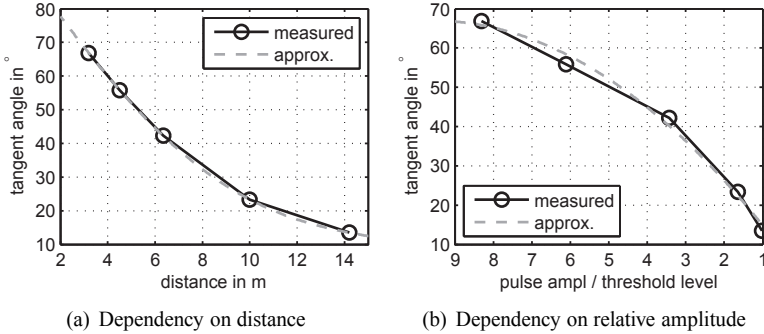 80
70
60
50
40
30
20
10
tangent angle in °
measured
approx.
2 4 6 8 10 12 14
distance in m
(a) Dependency on distance
70
60
50
40
30
20
10
tangent angle in °
measured
approx.
9 8 7 6 5 4 3 2 1
pulse ampl / threshold level
(b) Dependency on relative amplitude